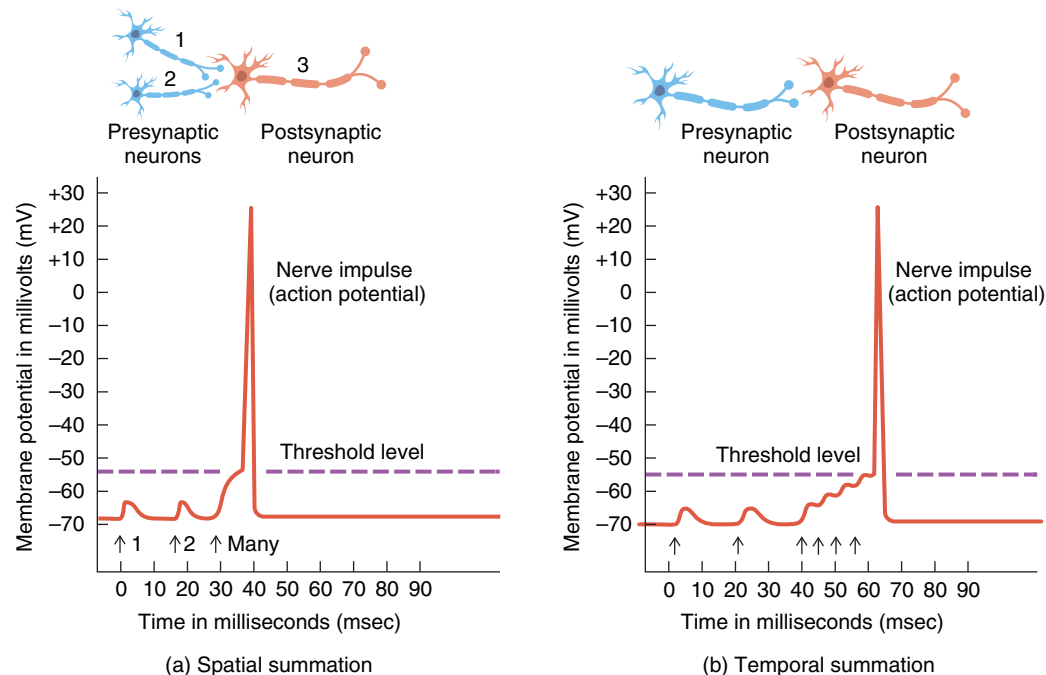 1
2
3
Presynaptic
neurons
Postsynaptic
neuron
Membrane potential in millivolts (mV)
+30
+20
+10
0
–10
–20
–30
–40
–50
–60
–70
Nerve impulse
(action potential)
Threshold level
1
2
Many
0 10 20 30 40 50 60 70 80 90
Time in milliseconds (msec)
(a) Spatial summation
Presynaptic
neuron
Postsynaptic
neuron
Membrane potential in millivolts (mV)
+30
+20
+10
0
–10
–20
–30
–40
–50
–60
–70
Nerve impulse
(action potential)
Threshold level
0 10 20 30 40 50 60 70 80 90
Time in milliseconds (msec)
(b) Temporal summation